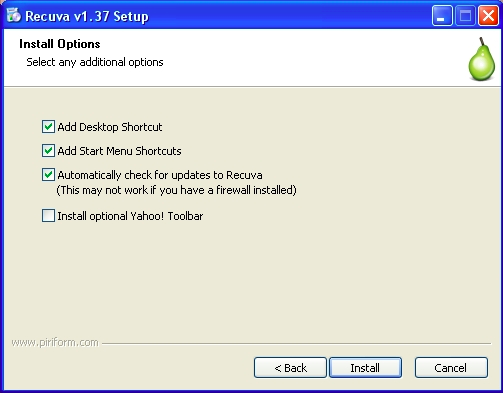 Recuva v1.37 Setup
Install Options
Select any additional options
Add Desktop Shortcut
Add Start Menu Shortcuts
Automatically check for updates to Recuva
(This may not work if you have a firewall installed)
Install optional Yahoo! Toolbar
www.piriform.com
< Back Install Cancel